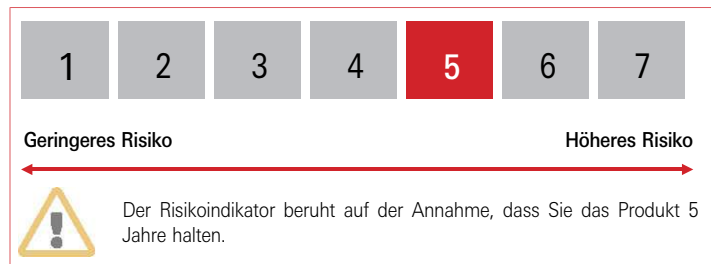 1 2 3 4 5 6 7
Geringeres Risiko Höheres Risiko
Der Risikoindikator beruht auf der Annahme, dass Sie das Produkt 5
Jahre halten.